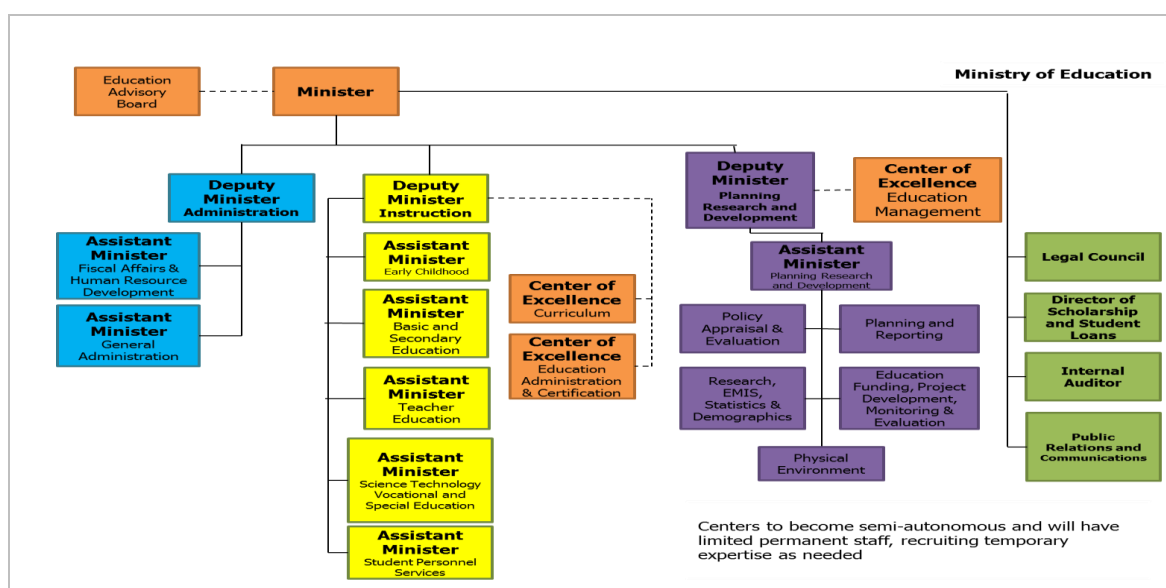 Ministry of Education
Education
Advisory
Board
Minister
Deputy
Minister
Administration
Assistant
Minister
Fiscal Affairs &
Human Resource
Development
Assistant
Minister
General
Administration
Deputy
Minister
Instruction
Assistant
Minister
Early Childhood
Assistant
Minister
Basic and
Secondary
Education
Assistant
Minister
Teacher
Education
Assistant
Minister
Science Technology
Vocational and
Special Education
Assistant
Minister
Student Personnel
Services
Center of
Excellence
Curriculum
Center of
Excellence
Education
Administration
& Certification
Deputy
Minister
Planning
Research and
Development
Center of
Excellence
Education
Management
Assistant
Minister
Planning Research
and Development
Policy
Appraisal &
Evaluation
Planning and
Reporting
Research,
EMIS,
Statistics &
Demographics
Education
Funding, Project
Development,
Monitoring &
Evaluation
Physical
Environment
Legal Council
Director of
Scholarship
and Student
Loans
Internal
Auditor
Public
Relations and
Communications
Centers to become semi-autonomous and will have
limited permanent staff, recruiting temporary
expertise as needed